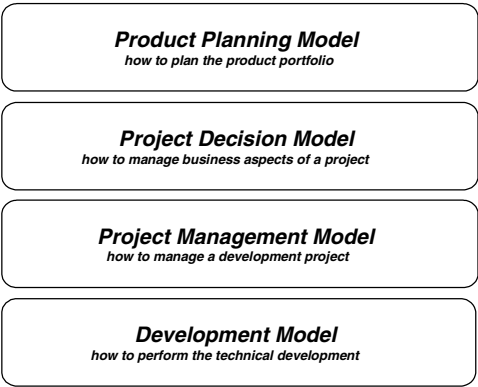 Product Planning Model
how to plan the product portfolio
Project Decision Model
how to manage business aspects of a project
Project Management Model
how to manage a development project
Development Model
how to perform the technical development